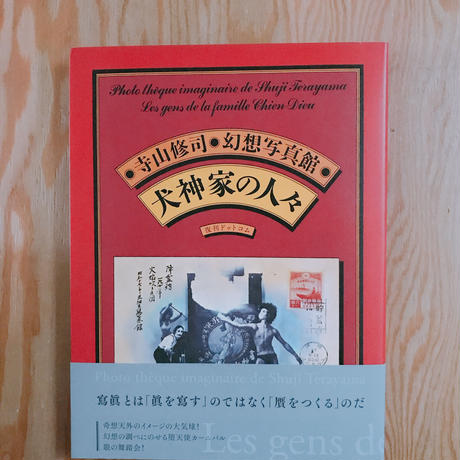 Photo thèque imaginaire de Shuji Terayama
Les gens de la famille Chien Dieu
寺山修司●幻想写真館●
犬神家の人々
復刊ドットコム
Photo thèque imaginaire de Shuji Terayama
寫眞とは「眞を寫す」のではなく「贋をつくる」のだ
奇想天外のイメージの大気球!
幻想の調べにのせる堕天使カーニバル
眼の舞踏会!
Les gens de